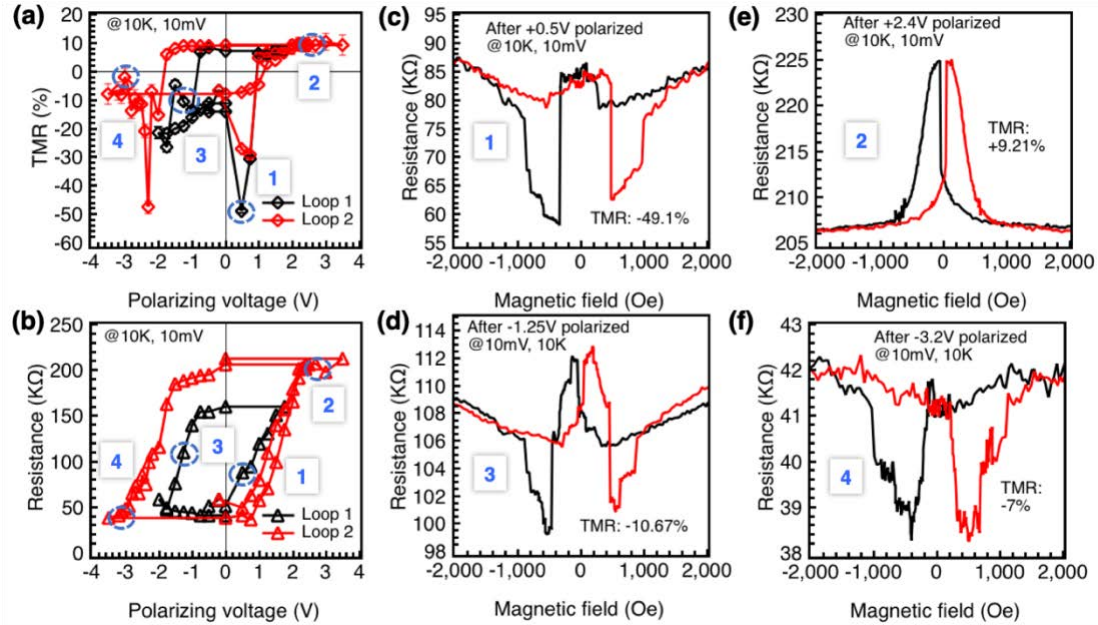 (a)
@10K, 10mV
TMR (%)
20
10
0
-10
-20
-30
-40
-50
-60
2
4
3
1
Loop 1
Loop 2
-4 -3 -2 -1 0 1 2 3 4
Polarizing voltage (V)
(c)
After +0.5V polarized
@10K, 10mV
Resistance (KΩ)
95
90
85
80
75
70
65
60
55
1
TMR: -49.1%
-2,000 -1,000 0 1,000 2,000
Magnetic field (Oe)
(e)
After +2.4V polarized
@10K, 10mV
Resistance (KΩ)
230
225
220
215
210
205
2
TMR:
+9.21%
-2,000 -1,000 0 1,000 2,000
Magnetic field (Oe)
(b)
@10K, 10mV
Resistance (KΩ)
250
200
150
100
50
0
2
3
4
1
Loop 1
Loop 2
-4 -3 -2 -1 0 1 2 3 4
Polarizing voltage (V)
(d)
After -1.25V polarized
@10mV, 10K
Resistance (KΩ)
114
112
110
108
106
104
102
100
98
3
TMR: -10.67%
-2,000 -1,000 0 1,000 2,000
Magnetic field (Oe)
(f)
After -3.2V polarized
@10mV, 10K
Resistance (KΩ)
43
42
41
40
39
38
4
TMR:
-7%
-2,000 -1,000 0 1,000 2,000
Magnetic field (Oe)